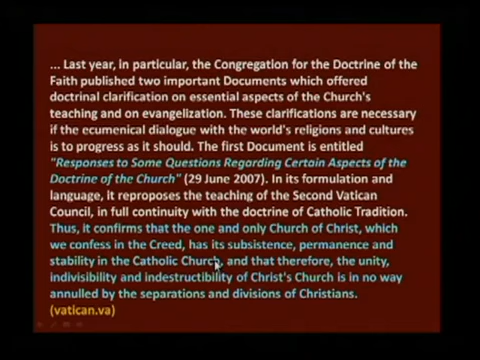 ... Last year, in particular, the Congregation for the Doctrine of the
Faith published two important Documents which offered
doctrinal clarification on essential aspects of the Church's
teaching and on evangelization. These clarifications are necessary
if the ecumenical dialogue with the world's religions and cultures
is to progress as it should. The first Document is entitled
"Responses to Some Questions Regarding Certain Aspects of the
Doctrine of the Church" (29 June 2007). In its formulation and
language, it reproposes the teaching of the Second Vatican
Council, in full continuity with the doctrine of Catholic Tradition.
Thus, it confirms that the one and only Church of Christ, which
we confess in the Creed, has its subsistence, permanence and
stability in the Catholic Church, and that therefore, the unity,
indivisibility and indestructibility of Christ's Church is in no way
annulled by the separations and divisions of Christians.
(vatican.va)